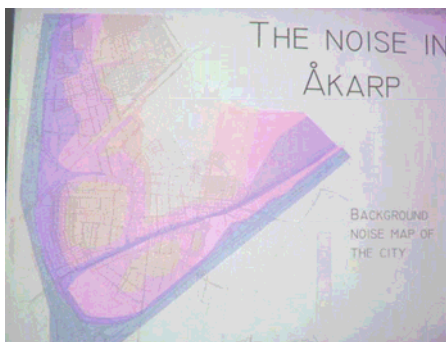 THE NOISE IN
ÅKARP
BACKGROUND
NOISE MAP OF
THE CITY